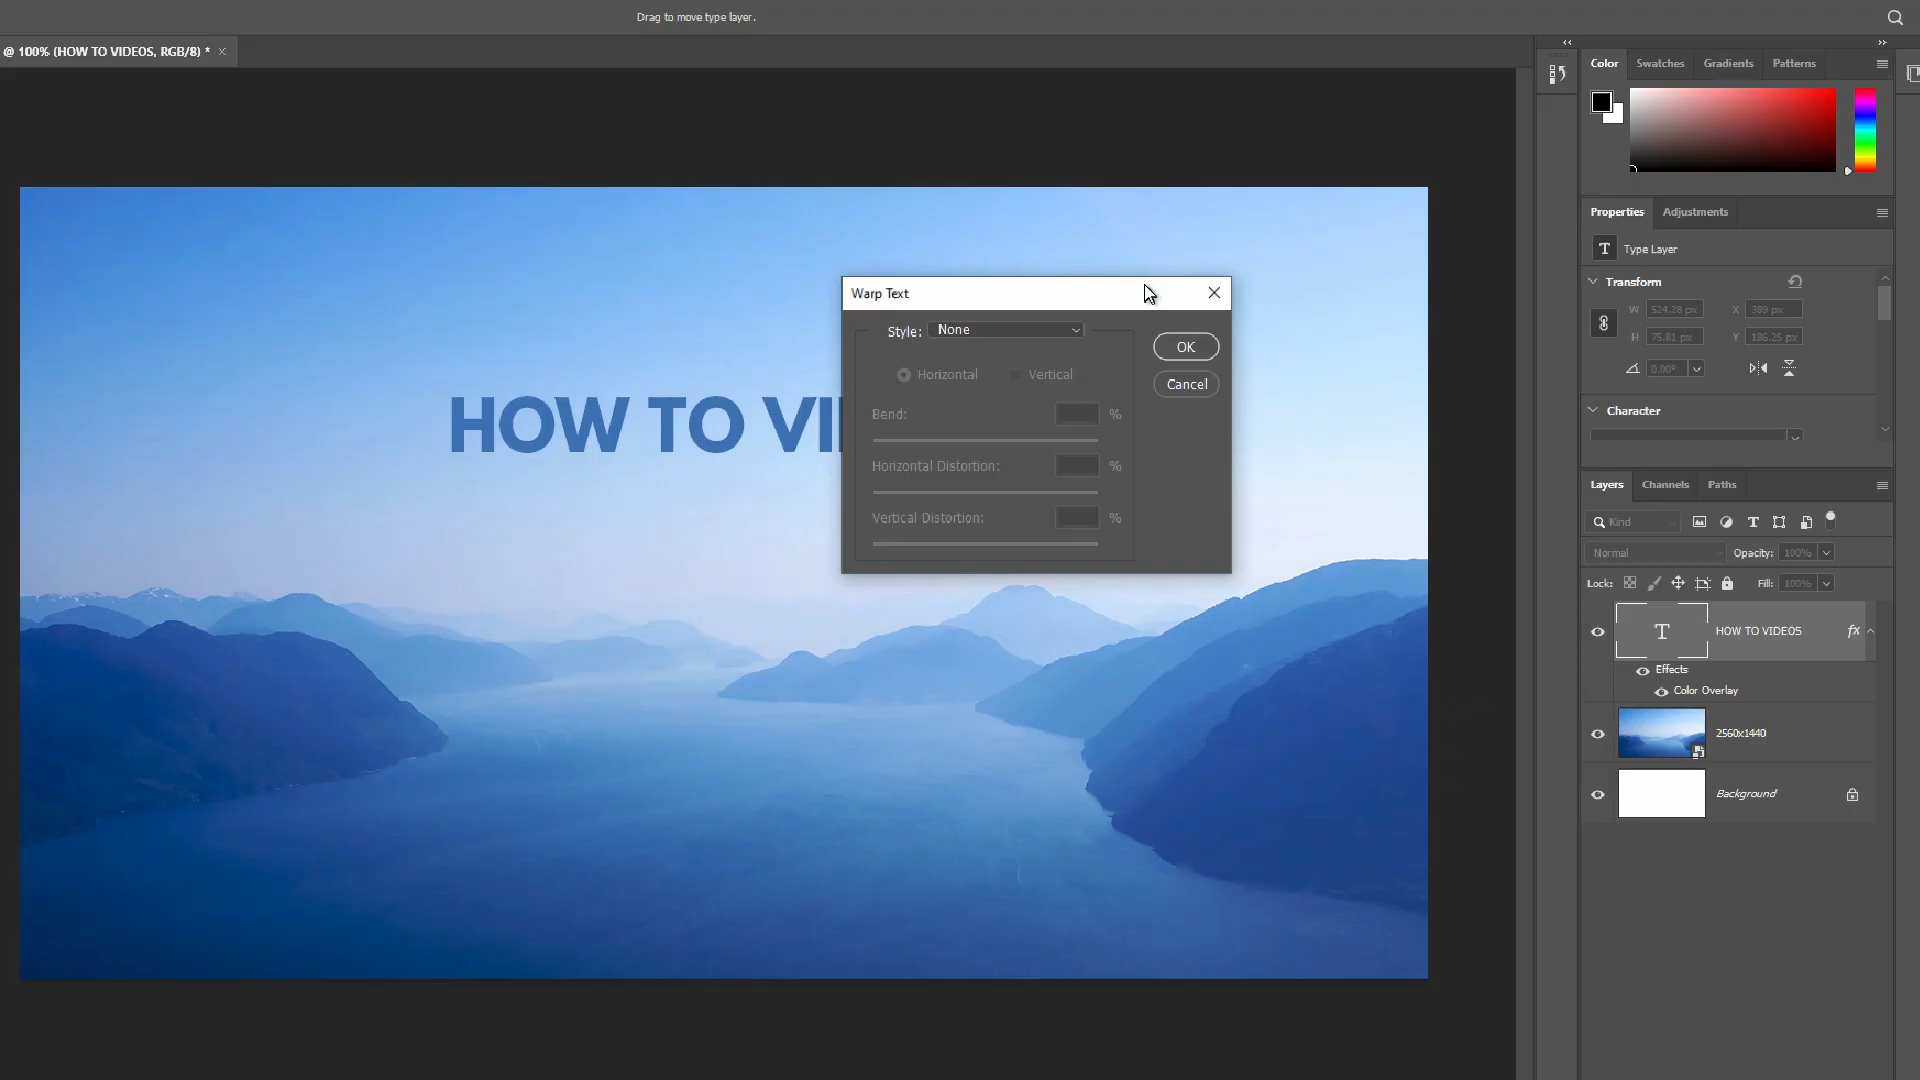 Drag to move type layer.
@ 100% (HOW TO VIDEOS, RGB/8) *
Color
Swatches
Gradients
Patterns
Properties
Adjustments
T
Type Layer
Transform
W
524.28 px
X
389 px
H
75.81 px
Y
186.25 px
0.00°
Character
Warp Text
Style:
None
OK
Horizontal
Vertical
Cancel
Bend:
%
Horizontal Distortion:
%
Vertical Distortion:
%
HOW TO VI
Layers
Channels
Paths
Kind
T
Normal
Opacity:
100%
Lock:
Fill:
100%
T
HOW TO VIDEOS
fx
Effects
Color Overlay
2560x1440
Background